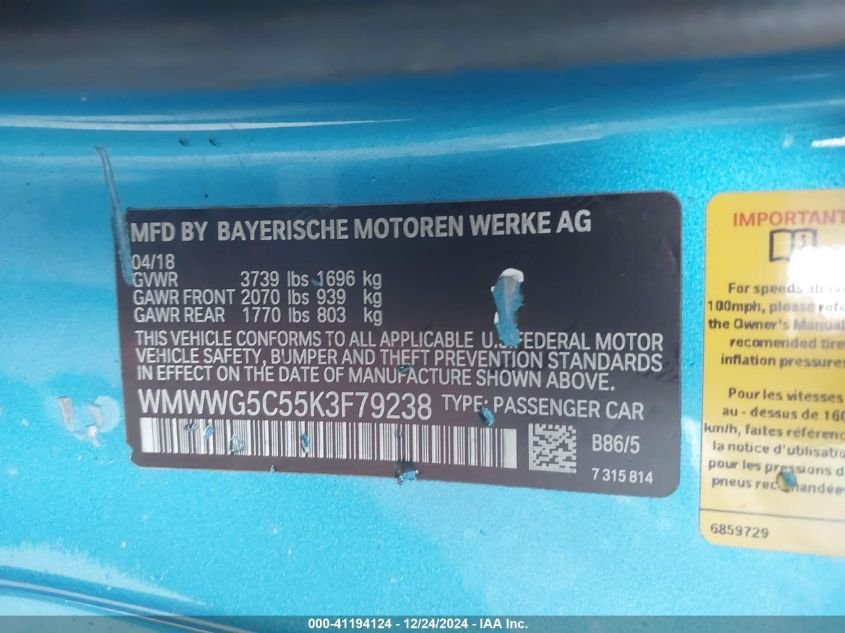 MFD BY BAYERISCHE MOTOREN WERKE AG
04/18
GVWR 3739 lbs 1696 kg
GAWR FRONT 2070 lbs 939 kg
GAWR REAR 1770 lbs 803 kg
THIS VEHICLE CONFORMS TO ALL APPLICABLE U.S. FEDERAL MOTOR
VEHICLE SAFETY, BUMPER AND THEFT PREVENTION STANDARDS
IN EFFECT ON THE DATE OF MANUFACTURE SHOWN ABOVE.
WMWWG5C55K3F79238 TYPE: PASSENGER CAR
B86/5
7 315 814
IMPORTANT
For speeds above
100mph, please refe
the Owner's Manual
recomended tire
inflation pressures
Pour les vitesses
au - dessus de 160
km/h, faites référence
la notice d'utilisatio
pour les pressions d
pneus recommandée
6859729
000-41194124 - 12/24/2024 - IAA Inc.